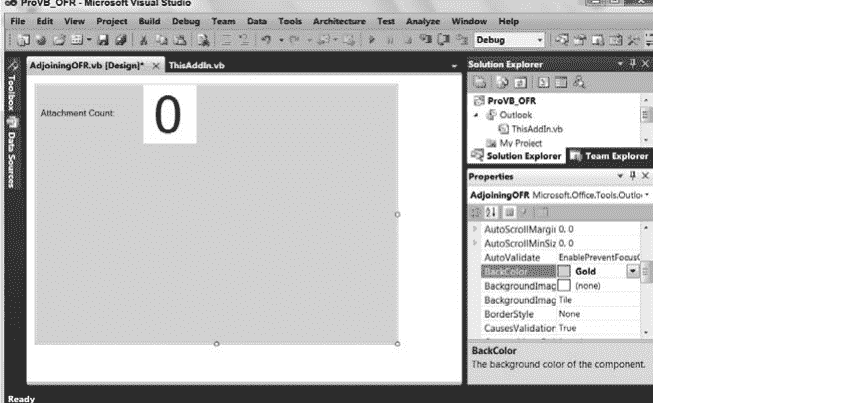 ProVB_OFR - Microsoft Visual Studio
File Edit View Project Build Debug Team Data Tools Architecture Test Analyze Window Help
Debug
Toolbox
Data Sources
AdjoiningOFR.vb [Design]* × ThisAddIn.vb
Attachment Count:
0
Solution Explorer
ProVB_OFR
Outlook
ThisAddIn.vb
My Project
Solution Explorer Team Explorer
Properties
AdjoiningOFR Microsoft.Office.Tools.Outlo
AutoScrollMargi 0, 0
AutoScrollMinSiz 0, 0
AutoValidate EnablePreventFocus
BackColor Gold
BackgroundImag (none)
BackgroundImag Tile
BorderStyle None
CausesValidation True
BackColor
The background color of the component.
Ready